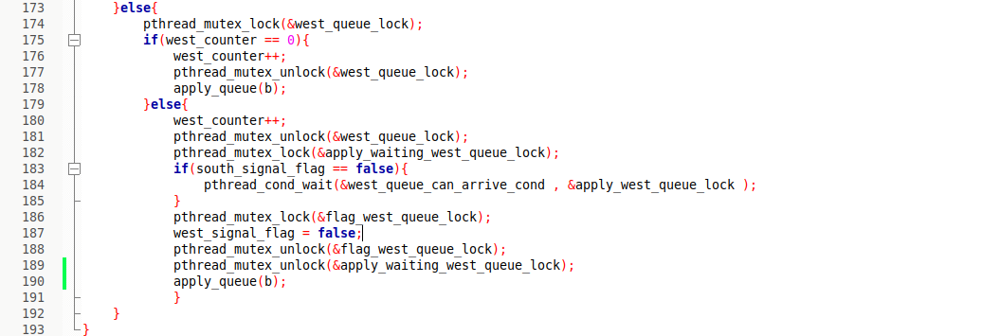 173 }else{
174 pthread_mutex_lock(&west_queue_lock);
175 if(west_counter == 0){
176 west_counter++;
177 pthread_mutex_unlock(&west_queue_lock);
178 apply_queue(b);
179 }else{
180 west_counter++;
181 pthread_mutex_unlock(&west_queue_lock);
182 pthread_mutex_lock(&apply_waiting_west_queue_lock);
183 if(south_signal_flag == false){
184 pthread_cond_wait(&west_queue_can_arrive_cond , &apply_west_queue_lock );
185 }
186 pthread_mutex_lock(&flag_west_queue_lock);
187 west_signal_flag = false;
188 pthread_mutex_unlock(&flag_west_queue_lock);
189 pthread_mutex_unlock(&apply_waiting_west_queue_lock);
190 apply_queue(b);
191 }
192 }
193 }